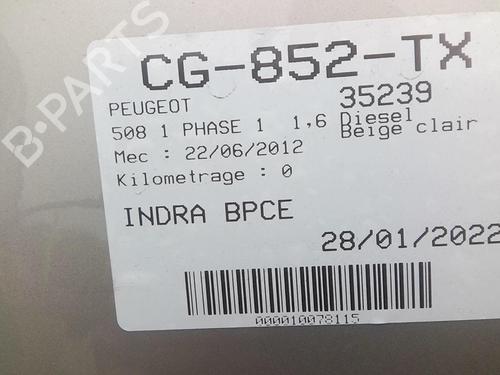 B-PARTS
CG-852-TX
PEUGEOT 35239
508 1 PHASE 1 1,6 Diesel
Beige clair
Mec : 22/06/2012
Kilometrage : 0
INDRA BPCE
28/01/2022
000010078115